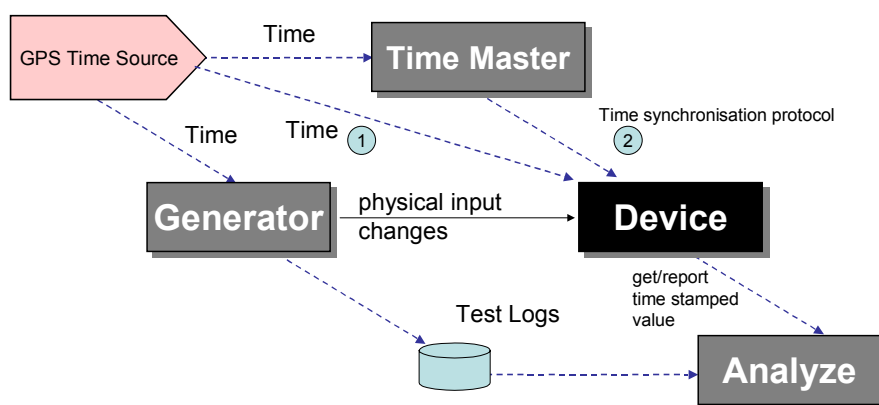 GPS Time Source
Time
Time Master
Time
Time
1
Time synchronisation protocol
2
Generator
physical input
changes
Device
get/report
time stamped
value
Test Logs
Analyze